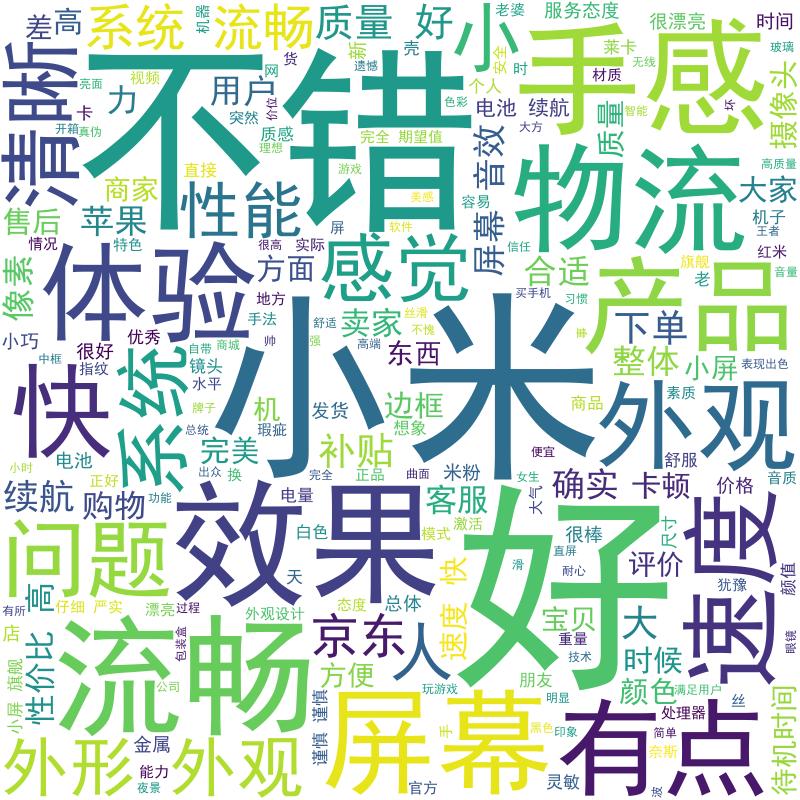 差
高
系统
流畅
机器
质量
好
小
老婆
服务态度
很漂亮
时间
清晰
不错
手感
力
用户
新
壳
莱卡
安全
玻璃
亮面
视频
网
货
遗憾
时
个人
材质
无线
摄像头
卡
突然
价位
色彩
电池
续航
智能
开箱
真伪
质感
理想
完全
期望值
音效
大方
质量
坏
高质量
商家
直接
性能
游戏
美感
容易
物流
大家
售后
苹果
屏
软件
屏幕
信任
机子
王者
情况
特色
很高
实际
感觉
合适
旗舰
红米
像素
体验
方面
买手机
老
音量
产品
地方
丝滑
习惯
小巧
优秀
手法
舒适
卖家
不愧
下单
中框
很好
自带
商城
帅
强
高端
小米
东西
整体
小屏
表现出色
指纹
镜头
水平
快
系统
牌子
机
发货
边框
商品
外观
素质
总统
瑕疵
想象
舒服
小时
电池
正好
出众
换
完美
补贴
完全
正品
曲面
米粉
便宜
女生
音质
续航
购物
功能
效果
电量
客服
大气
确实
卡顿
价格
问题
白色
模式
激活
好
很棒
尺寸
速度
直屏
天
快
滑
耐心
评价
犹豫
颜值
有所
仔细
严实
高
漂亮
过程
外观设计
态度
总体
店
性价比
流畅
包装盒
京东
人
速度
宝贝
大
重量
眼镜
方便
技术
时候
小屏
旗舰
公司
玩游戏
朋友
明显
颜色
满足用户
丝
待机时间
外形
外观
金属
谨慎
谨慎
屏幕
手
黑色
印象
有点
处理器
简单
奈斯
能力
夜景
官方
灵敏
波